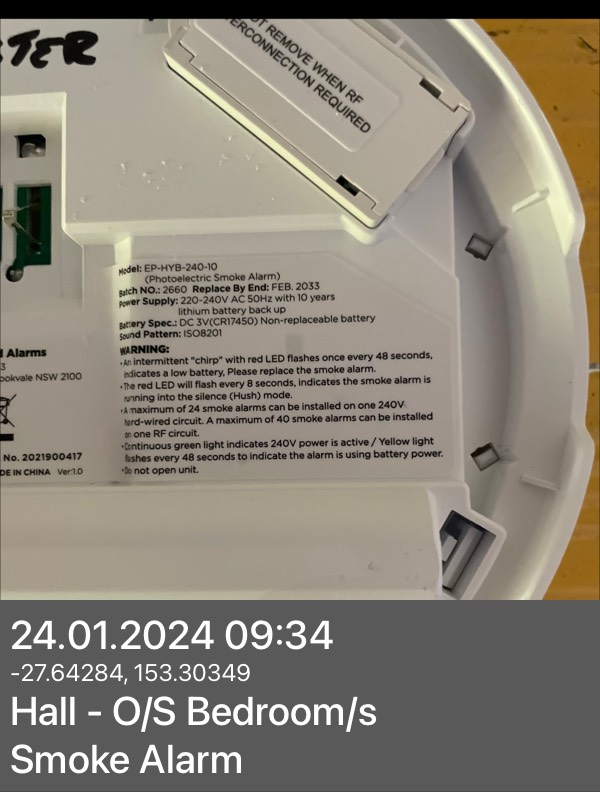 TER
OT REMOVE WHEN RF
TERCONNECTION REQUIRED
Model: EP-HYB-240-10
(Photoelectric Smoke Alarm)
Batch NO.: 2660 Replace By End: FEB. 2033
Power Supply: 220-240V AC 50Hz with 10 years
lithium battery back up
Battery Spec.: DC 3V(CR17450) Non-replaceable battery
Sound Pattern: ISO8201
WARNING:
•An intermittent "chirp" with red LED flashes once every 48 seconds,
indicates a low battery, Please replace the smoke alarm.
•The red LED will flash every 8 seconds, indicates the smoke alarm is
running into the silence (Hush) mode.
•A maximum of 24 smoke alarms can be installed on one 240V
hard-wired circuit. A maximum of 40 smoke alarms can be installed
on one RF circuit.
•Continuous green light indicates 240V power is active / Yellow light
flashes every 48 seconds to indicate the alarm is using battery power.
•Do not open unit.
d Alarms
3
ookvale NSW 2100
No. 2021900417
DE IN CHINA Ver:1.0
24.01.2024 09:34
-27.64284, 153.30349
Hall - O/S Bedroom/s
Smoke Alarm